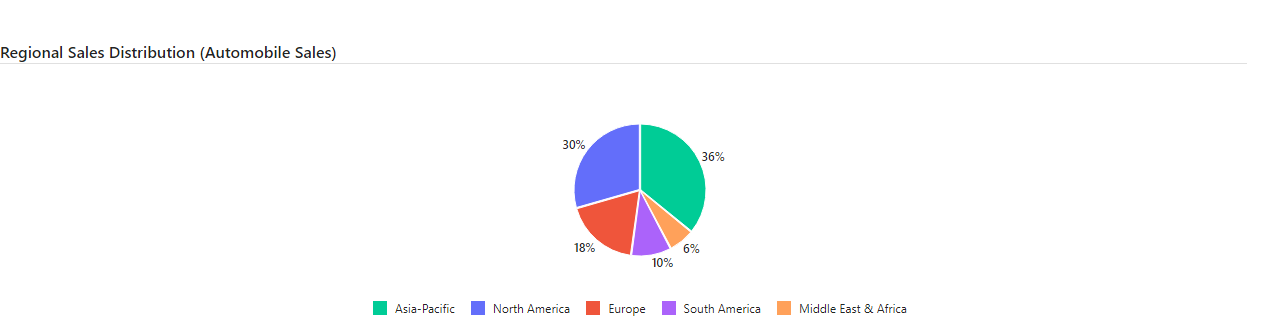 Regional Sales Distribution (Automobile Sales)
30%
36%
18%
6%
10%
Asia-Pacific North America Europe South America Middle East & Africa